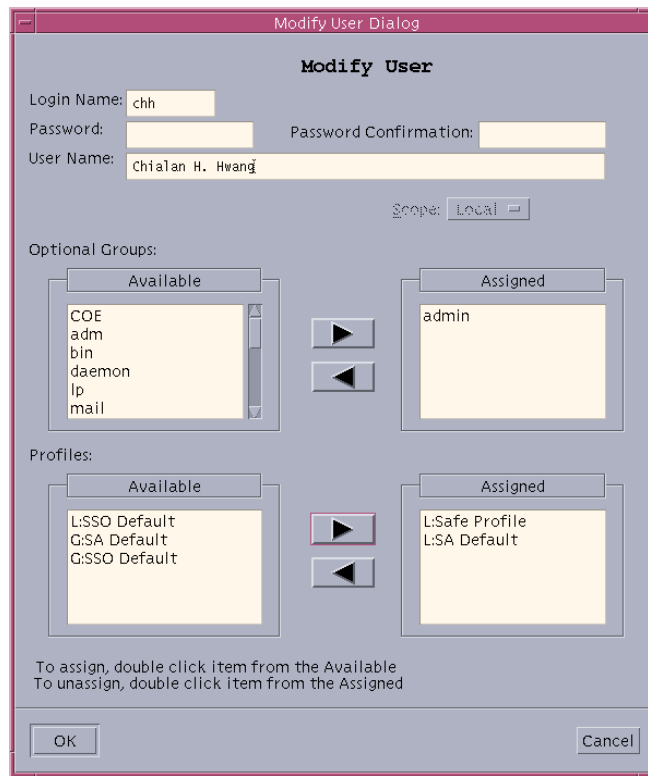 Modify User Dialog
Modify User
Login Name: chh
Password: Password Confirmation:
User Name: Chialan H. Hwang
Scope: Local
Optional Groups:
Available Assigned
COE admin
adm
bin
daemon
lp
mail
Profiles:
Available Assigned
L:SSO Default L:Safe Profile
G:SA Default L:SA Default
G:SSO Default
To assign, double click item from the Available
To unassign, double click item from the Assigned
OK Cancel